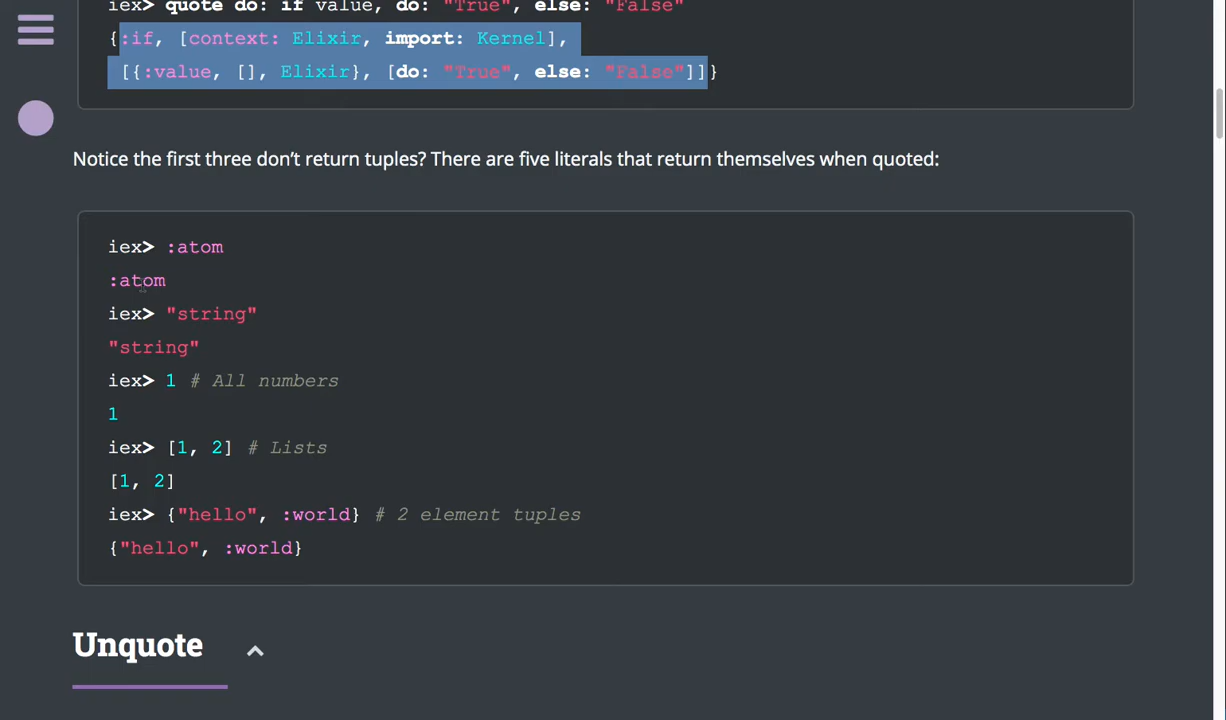 iex> quote do: if value, do: "True", else: "False"
{:if, [context: Elixir, import: Kernel],
[{:value, [], Elixir}, [do: "True", else: "False"]]}
Notice the first three don’t return tuples? There are five literals that return themselves when quoted:
iex> :atom
:atom
iex> "string"
"string"
iex> 1 # All numbers
1
iex> [1, 2] # Lists
[1, 2]
iex> {"hello", :world} # 2 element tuples
{"hello", :world}
Unquote